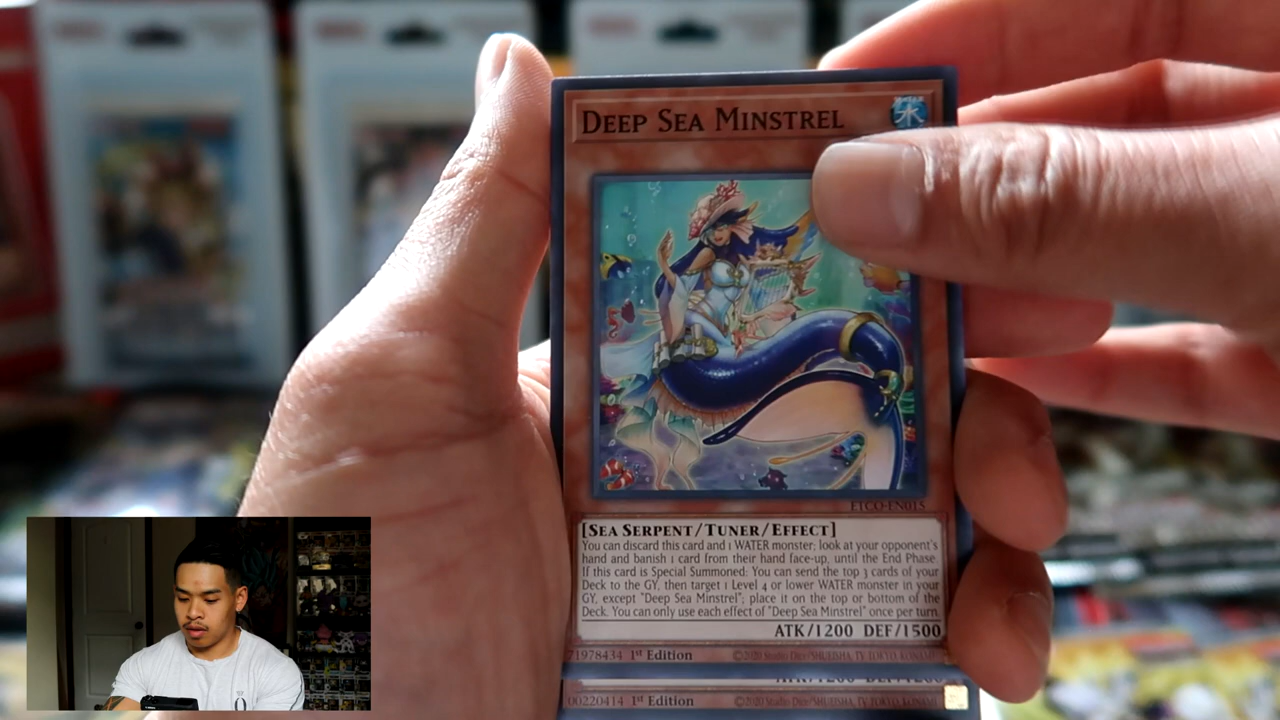 DEEP SEA MINSTREL
WATER
水
ETCO-EN015
[SEA SERPENT/TUNER/EFFECT]
You can discard this card and 1 WATER monster; look at your opponent's
hand and banish 1 card from their hand face-up, until the End Phase.
If this card is Special Summoned: You can send the top 3 cards of your
Deck to the GY, then target 1 Level 4 or lower WATER monster in your
GY, except "Deep Sea Minstrel"; place it on the top or bottom of the
Deck. You can only use each effect of "Deep Sea Minstrel" once per turn.
ATK/1200 DEF/1500
71978434 1st Edition ©2020 Studio Dice/SHUEISHA, TV TOKYO, KONAMI
00220414 1st Edition ©2020 Studio Dice/SHUEISHA, TV TOKYO, KONAMI